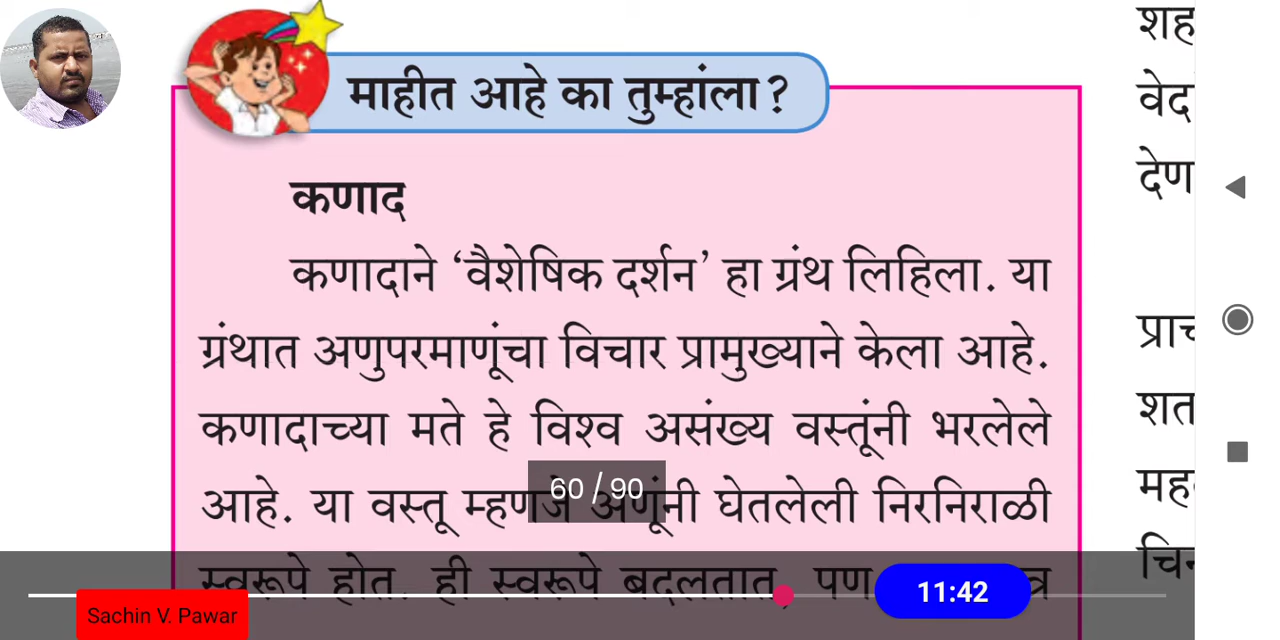 माहीत आहे का तुम्हांला?
कणाद
कणादाने ‘वैशेषिक दर्शन’ हा ग्रंथ लिहिला. या
ग्रंथात अणुपरमाणूंचा विचार प्रामुख्याने केला आहे.
कणादाच्या मते हे विश्व असंख्य वस्तूंनी भरलेले
आहे. या वस्तू म्हणजे अणूंनी घेतलेली निरनिराळी
स्वरूपे होत. ही स्वरूपे बदलतात, पण
60 / 90
11:42
Sachin V. Pawar
शह
वेद
देण
प्राच
शत
मह